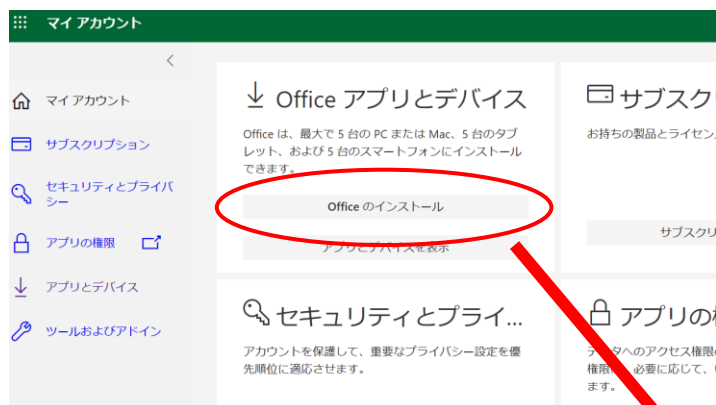 マイ アカウント
マイ アカウント
サブスクリプション
セキュリティとプライバ
シー
アプリの権限
アプリとデバイス
ツールおよびアドイン
Office アプリとデバイス
Office は、最大で 5 台の PC または Mac、5 台のタブ
レット、および 5 台のスマートフォンにインストール
できます。
Office のインストール
アプリとデバイスを表示
サブスク
お持ちの製品とライセン
サブスクリ
セキュリティとプライ...
アカウントを保護して、重要なプライバシー設定を優
先順位に適応させます。
アプリの
へのアクセス権限
必要に応じて、
ます。